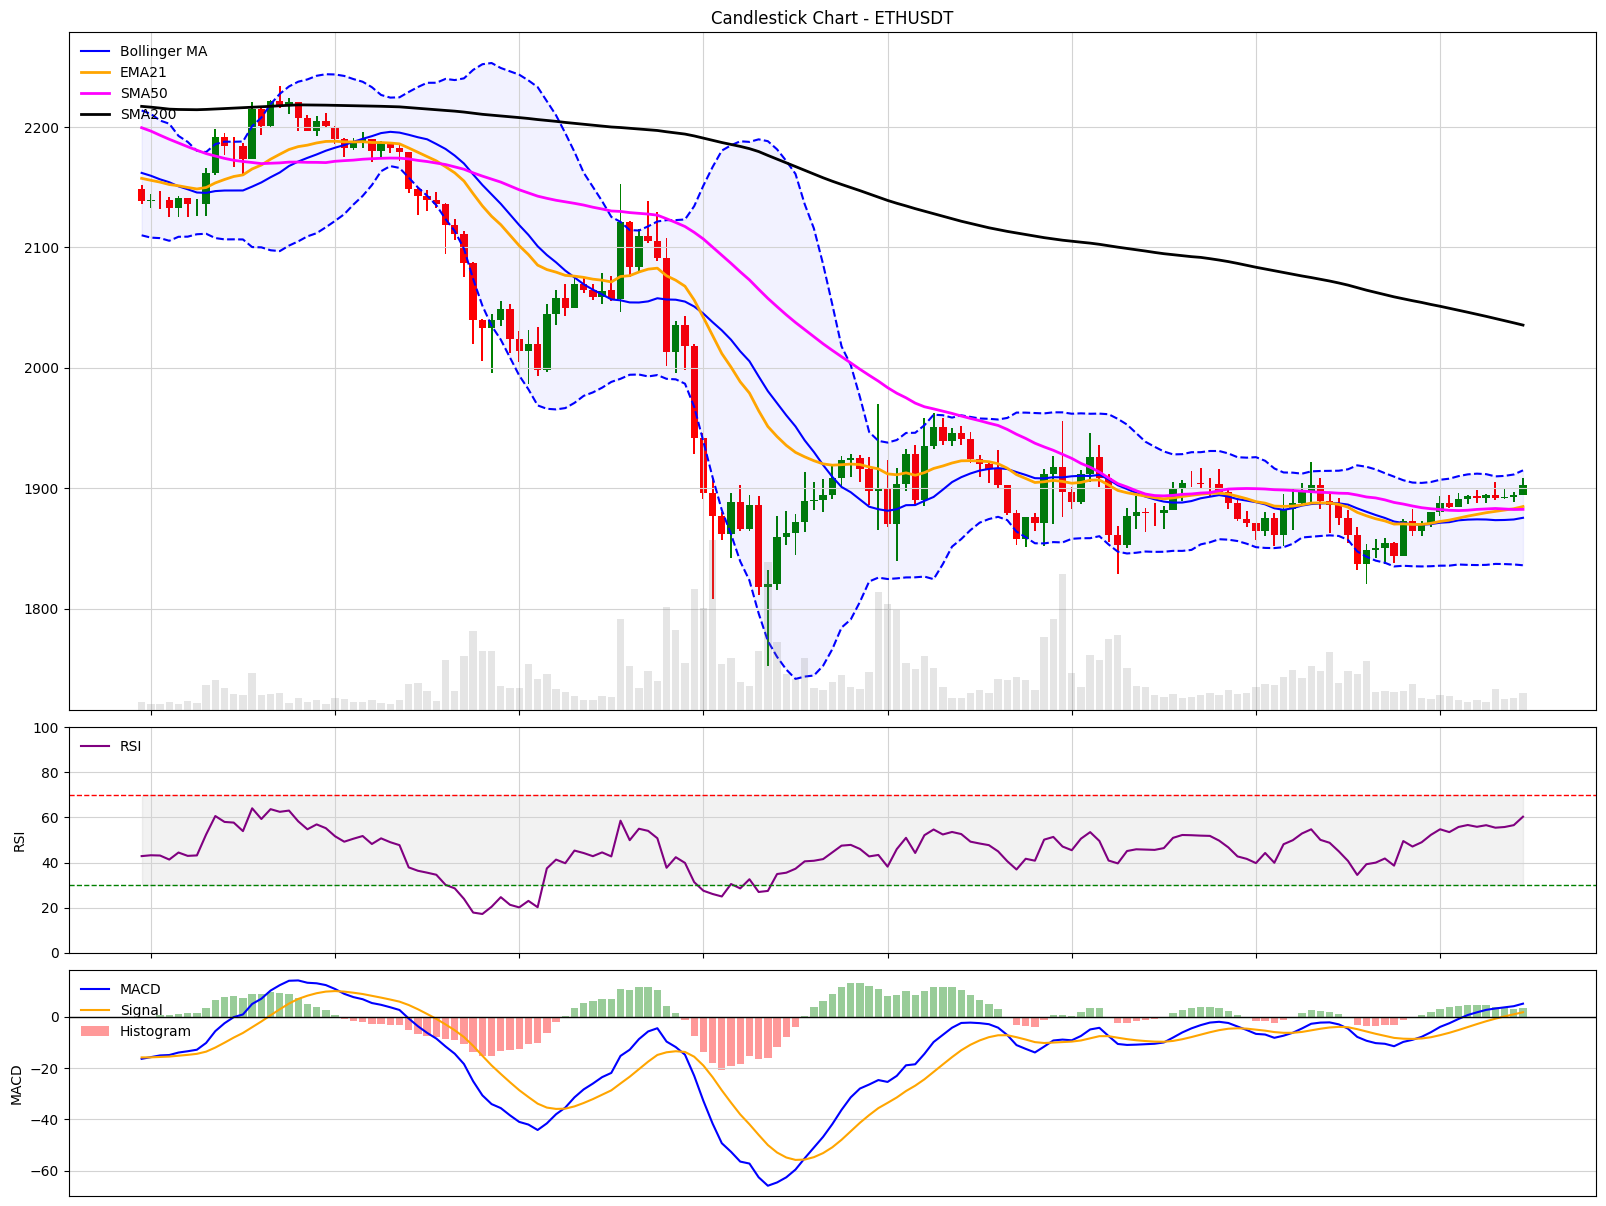 Candlestick Chart - ETHUSDT
Bollinger MA
EMA21
SMA50
SMA200
2200
2100
2000
1900
1800
RSI
100
80
60
40
20
0
RSI
MACD
Signal
Histogram
0
−20
−40
−60
MACD